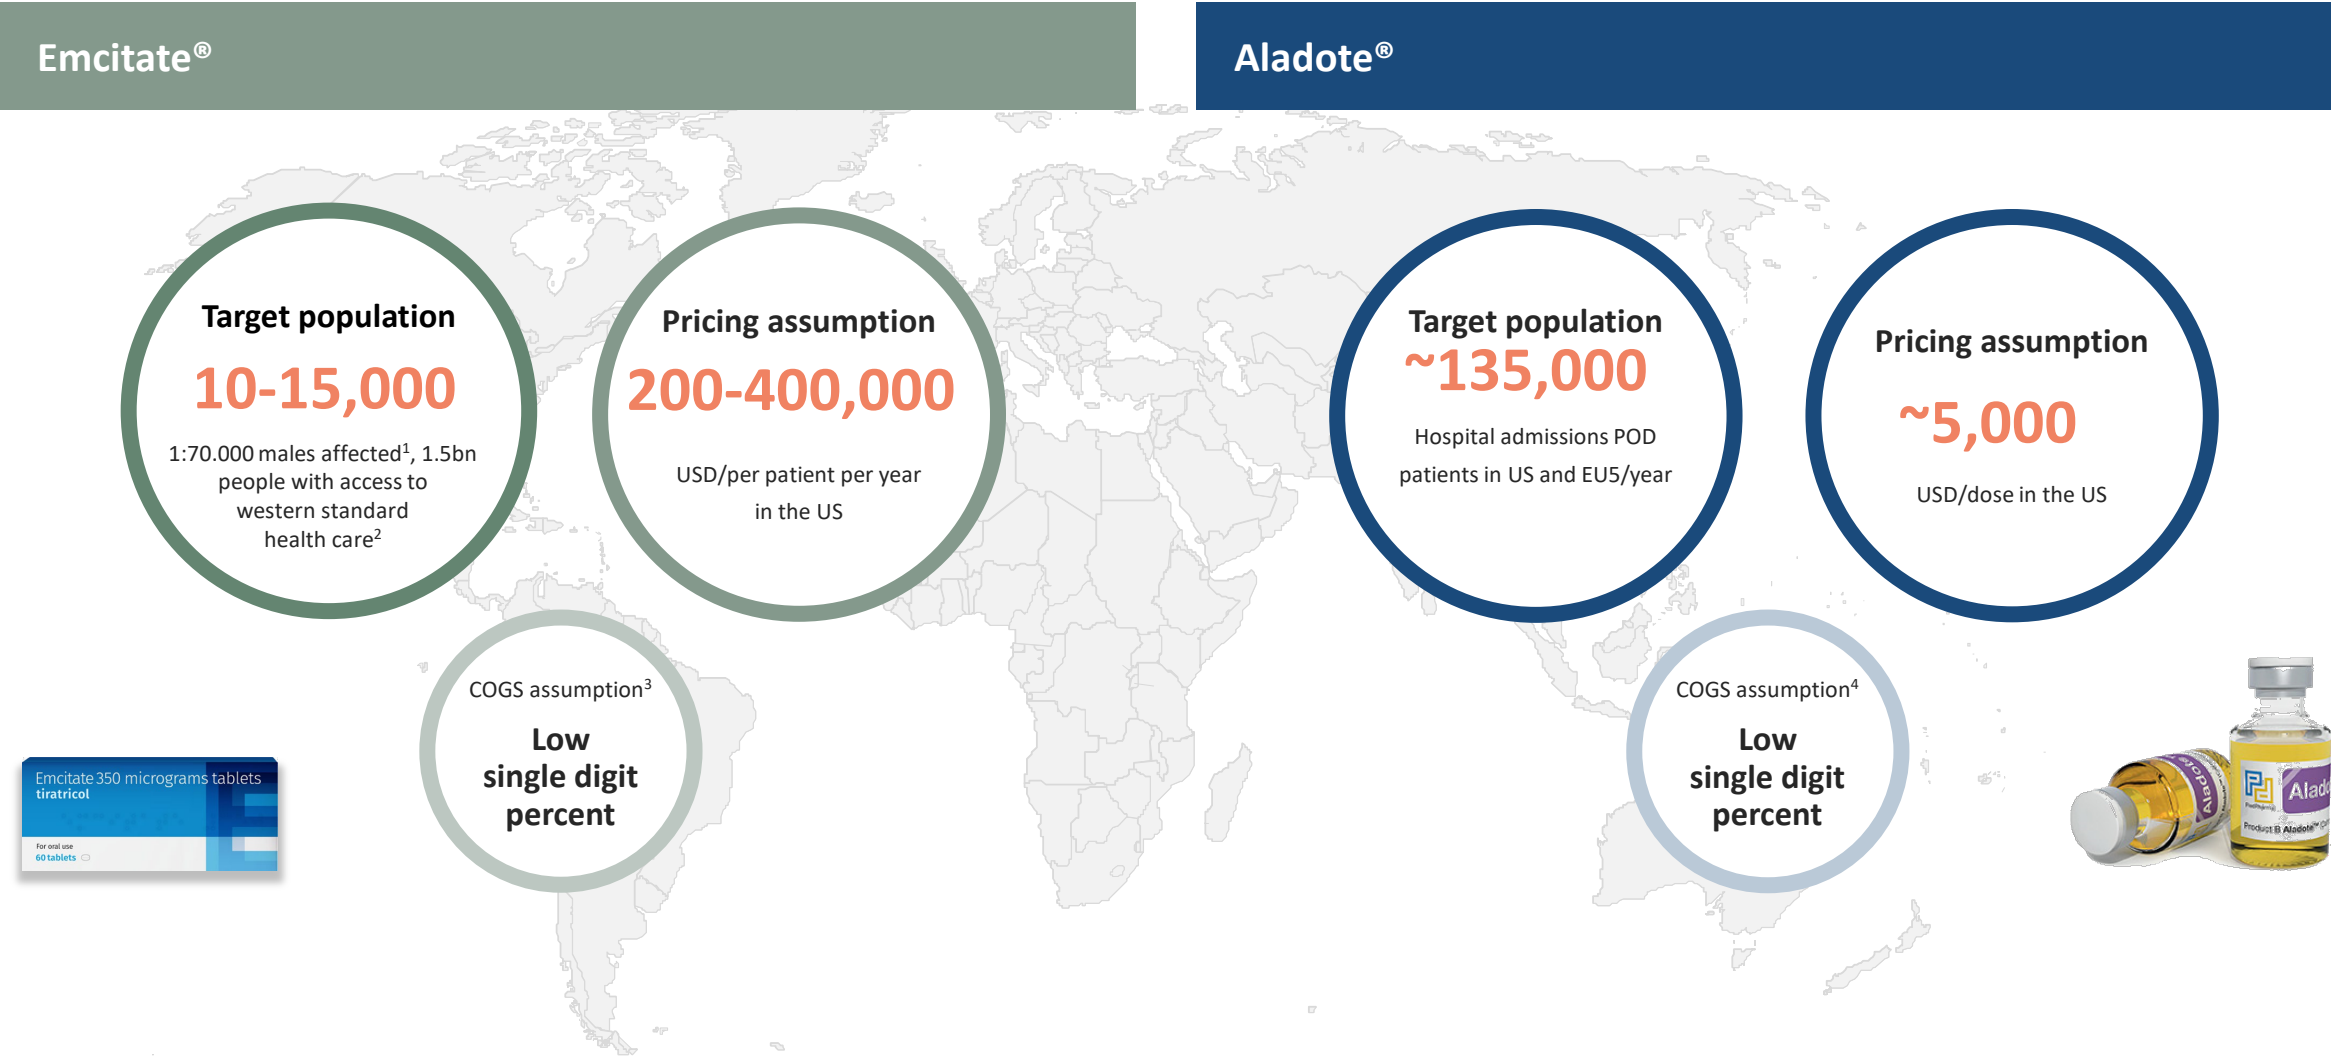 Emcitate®
Aladote®
Target population
10-15,000
1:70.000 males affected¹, 1.5bn
people with access to
western standard
health care²
Pricing assumption
200-400,000
USD/per patient per year
in the US
COGS assumption³
Low
single digit
percent
Emcitate 350 micrograms tablets
tiratricol
For oral use
60 tablets
Target population
~135,000
Hospital admissions POD
patients in US and EU5/year
Pricing assumption
~5,000
USD/dose in the US
COGS assumption⁴
Low
single digit
percent
Aladote
Product B Aladote™